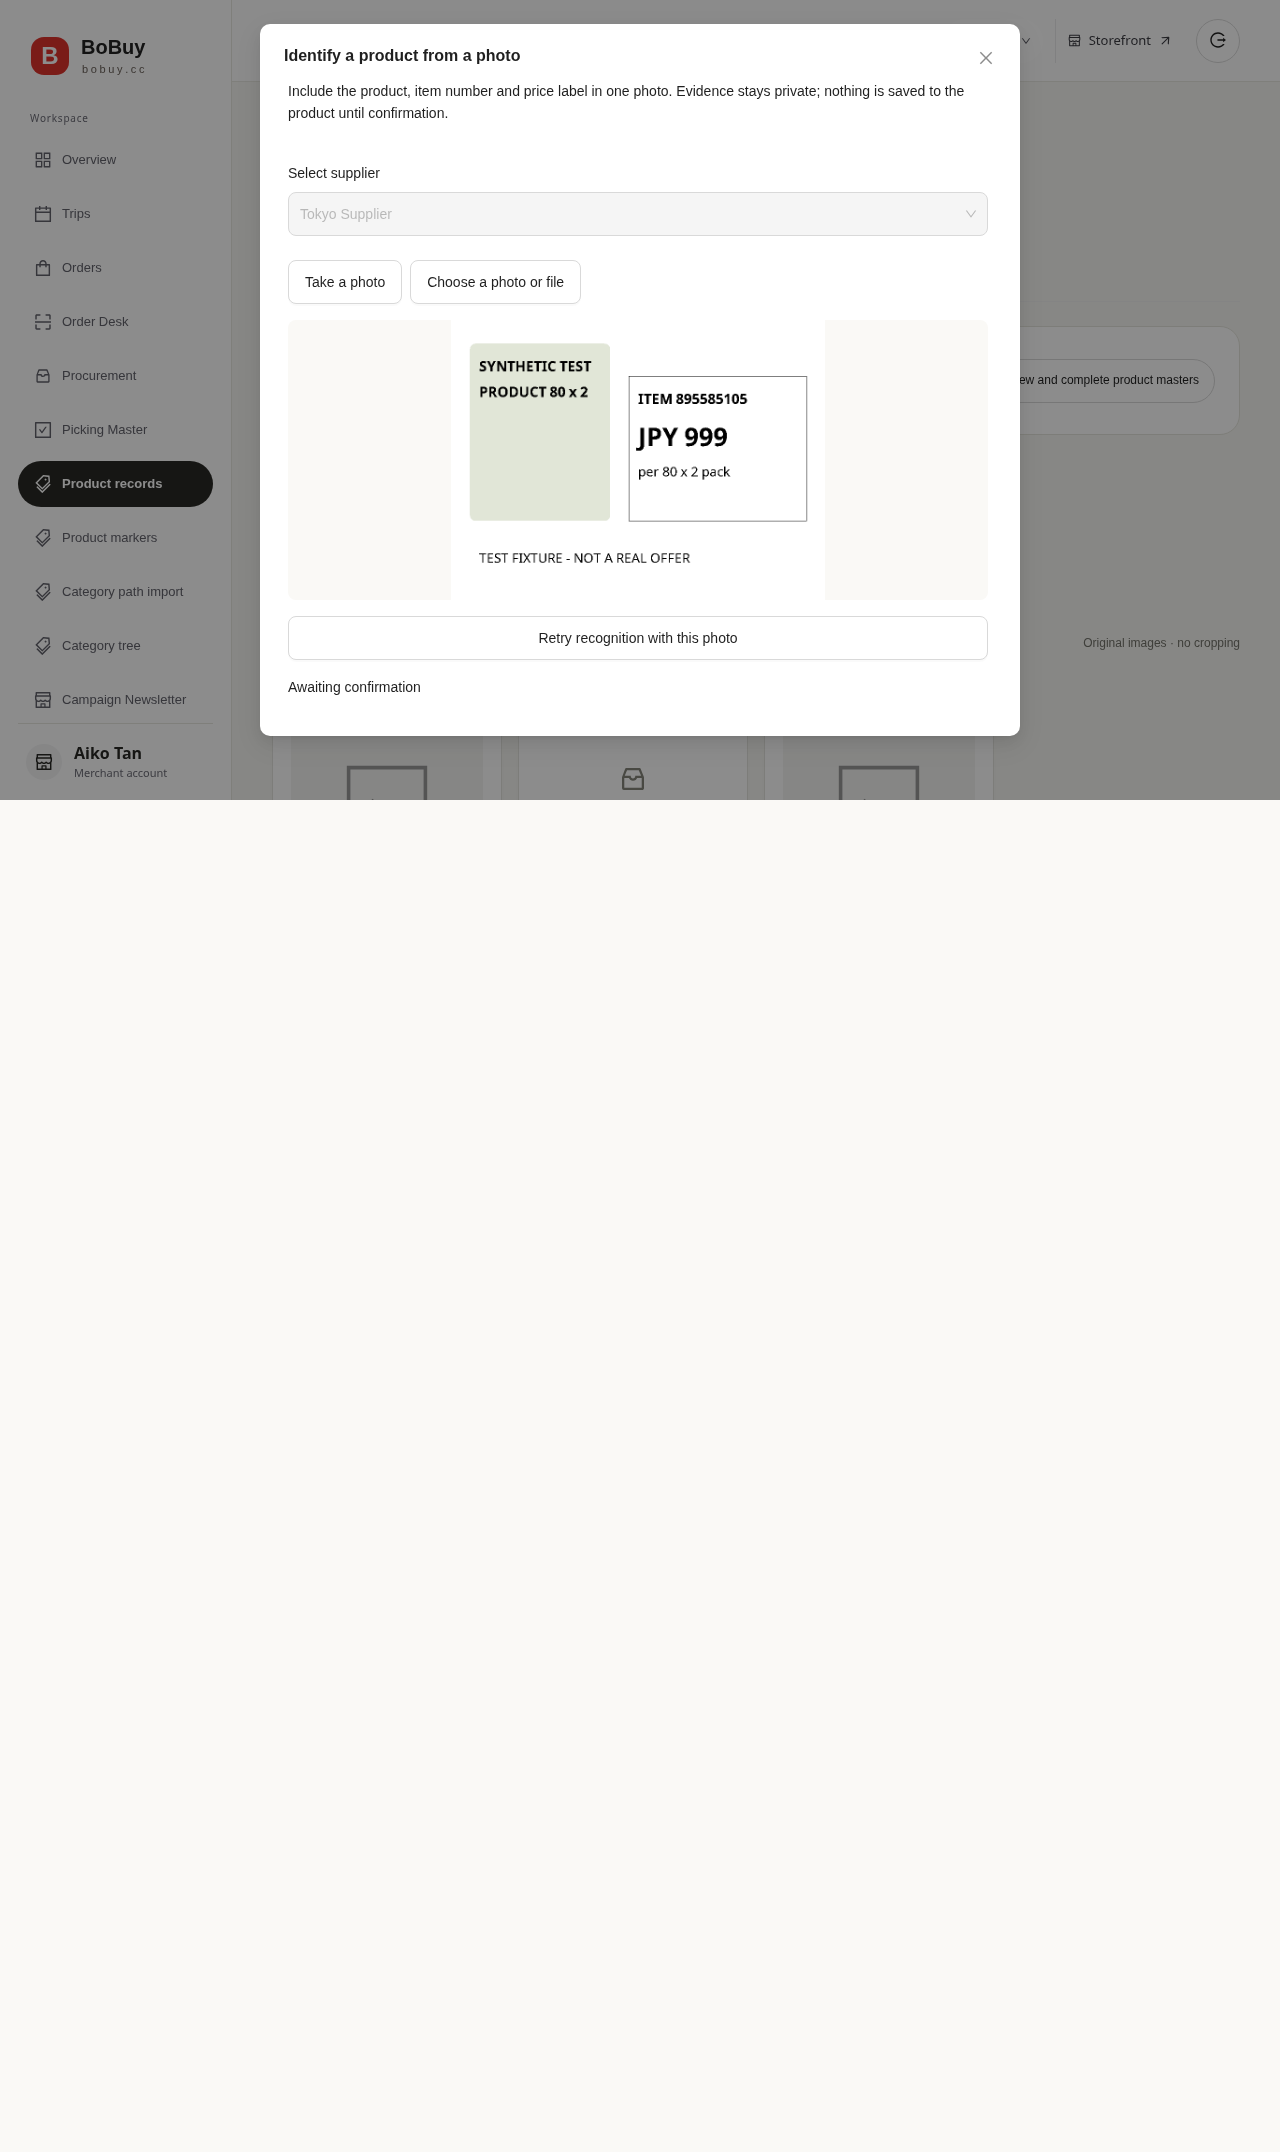 B
BoBuy
bobuy.cc
Workspace
Overview
Trips
Orders
Order Desk
Procurement
Picking Master
Product records
Product markers
Category path import
Category tree
Campaign Newsletter
Aiko Tan
Merchant account
Storefront
Identify a product from a photo
Include the product, item number and price label in one photo. Evidence stays private; nothing is saved to the
product until confirmation.
Select supplier
Tokyo Supplier
Take a photo
Choose a photo or file
SYNTHETIC TEST
PRODUCT 80 x 2
ITEM 895585105
JPY 999
per 80 x 2 pack
TEST FIXTURE - NOT A REAL OFFER
Retry recognition with this photo
Awaiting confirmation
and complete product masters
Original images · no cropping